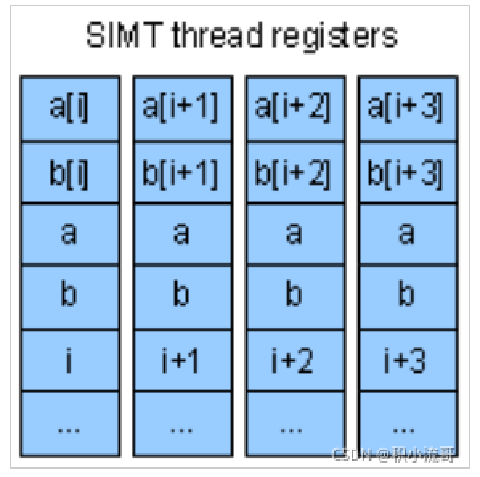 SIMT thread registers
a[i] a[i+1] a[i+2] a[i+3]
b[i] b[i+1] b[i+2] b[i+3]
a a a a
b b b b
i i+1 i+2 i+3
... ... ... ...
CSDN @积小流哥